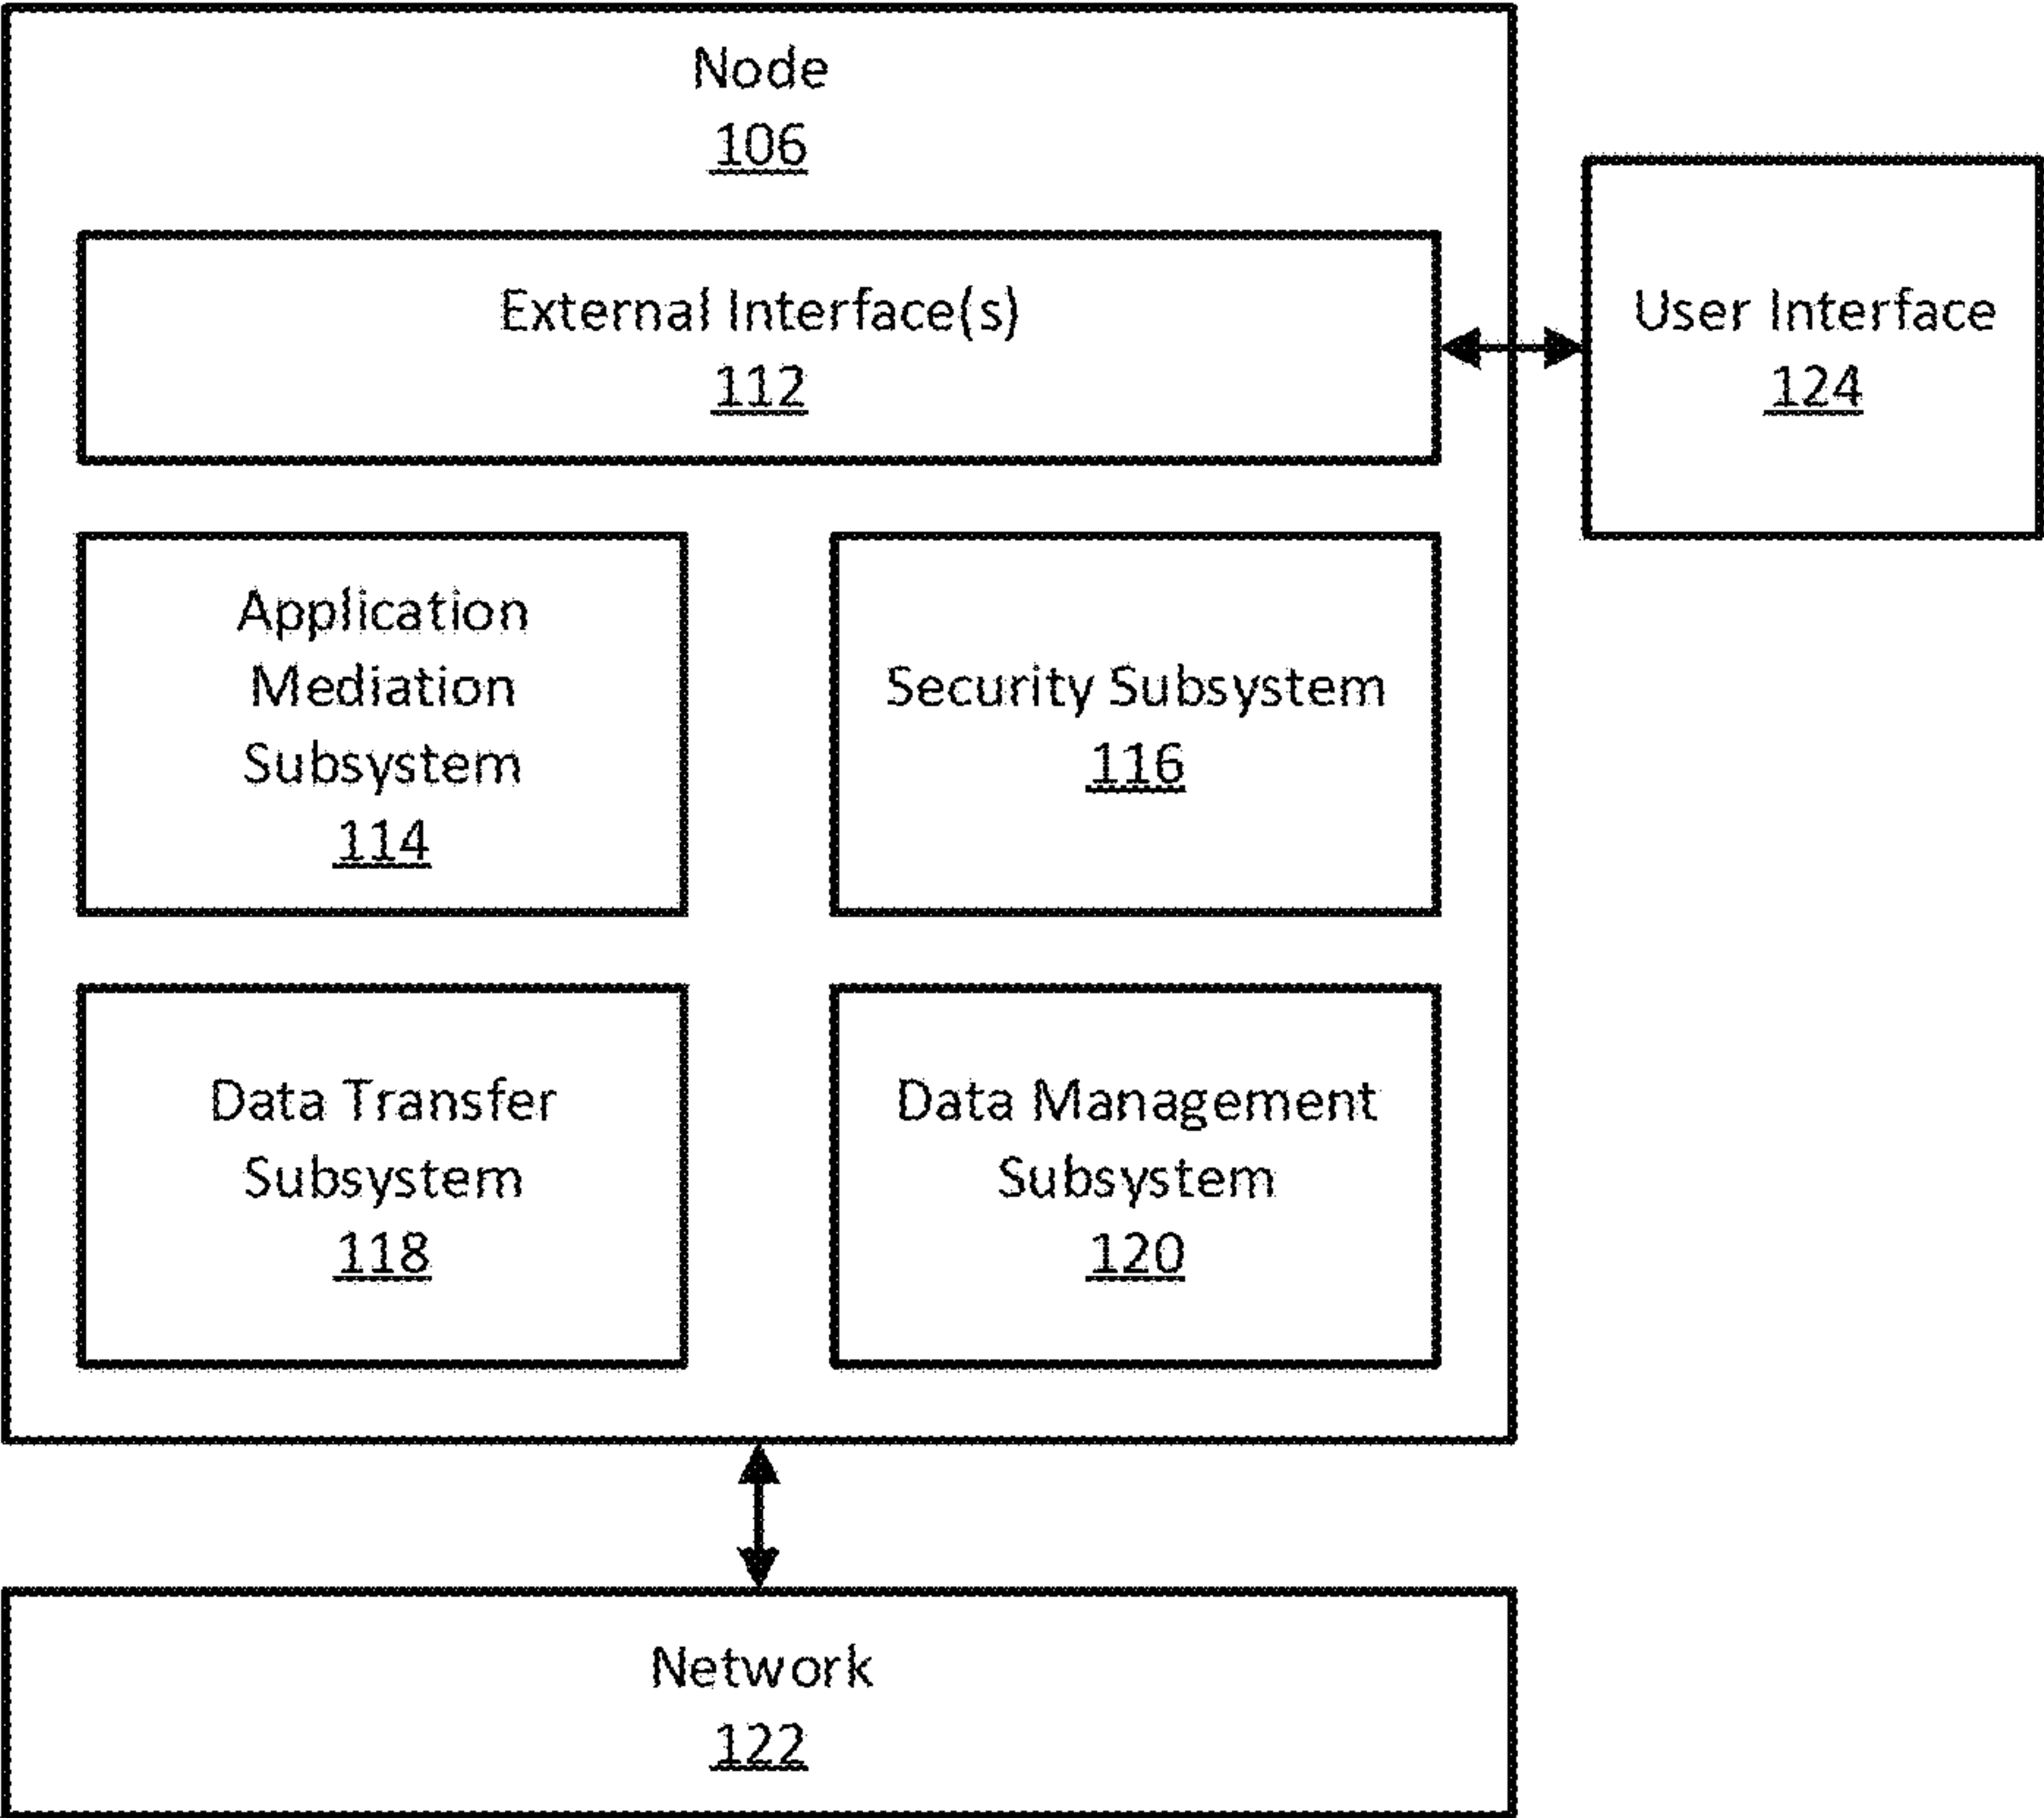 Node
106
External Interface(s)
112
User Interface
124
Application
Mediation
Subsystem
114
Security Subsystem
116
Data Transfer
Subsystem
118
Data Management
Subsystem
120
Network
122